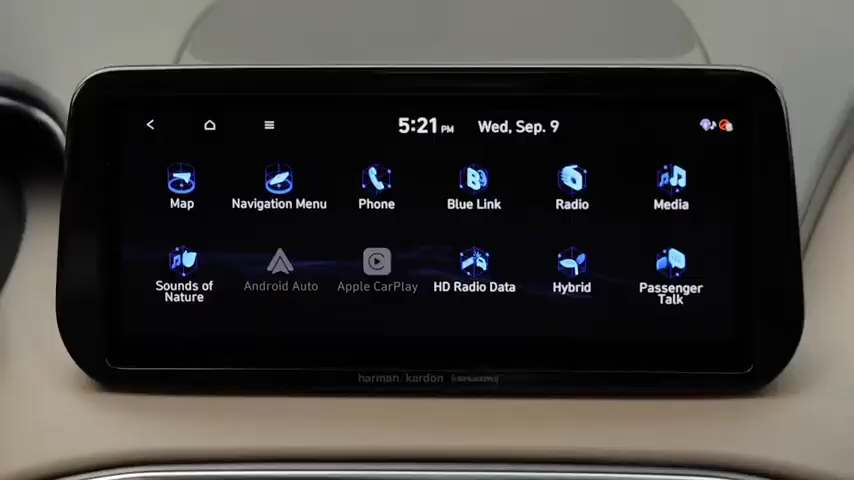 5:21 PM Wed, Sep. 9
Map
Navigation Menu
Phone
Blue Link
Radio
Media
Sounds of
Nature
Android Auto
Apple CarPlay
HD Radio Data
Hybrid
Passenger
Talk
harman/kardon
SiriusXM